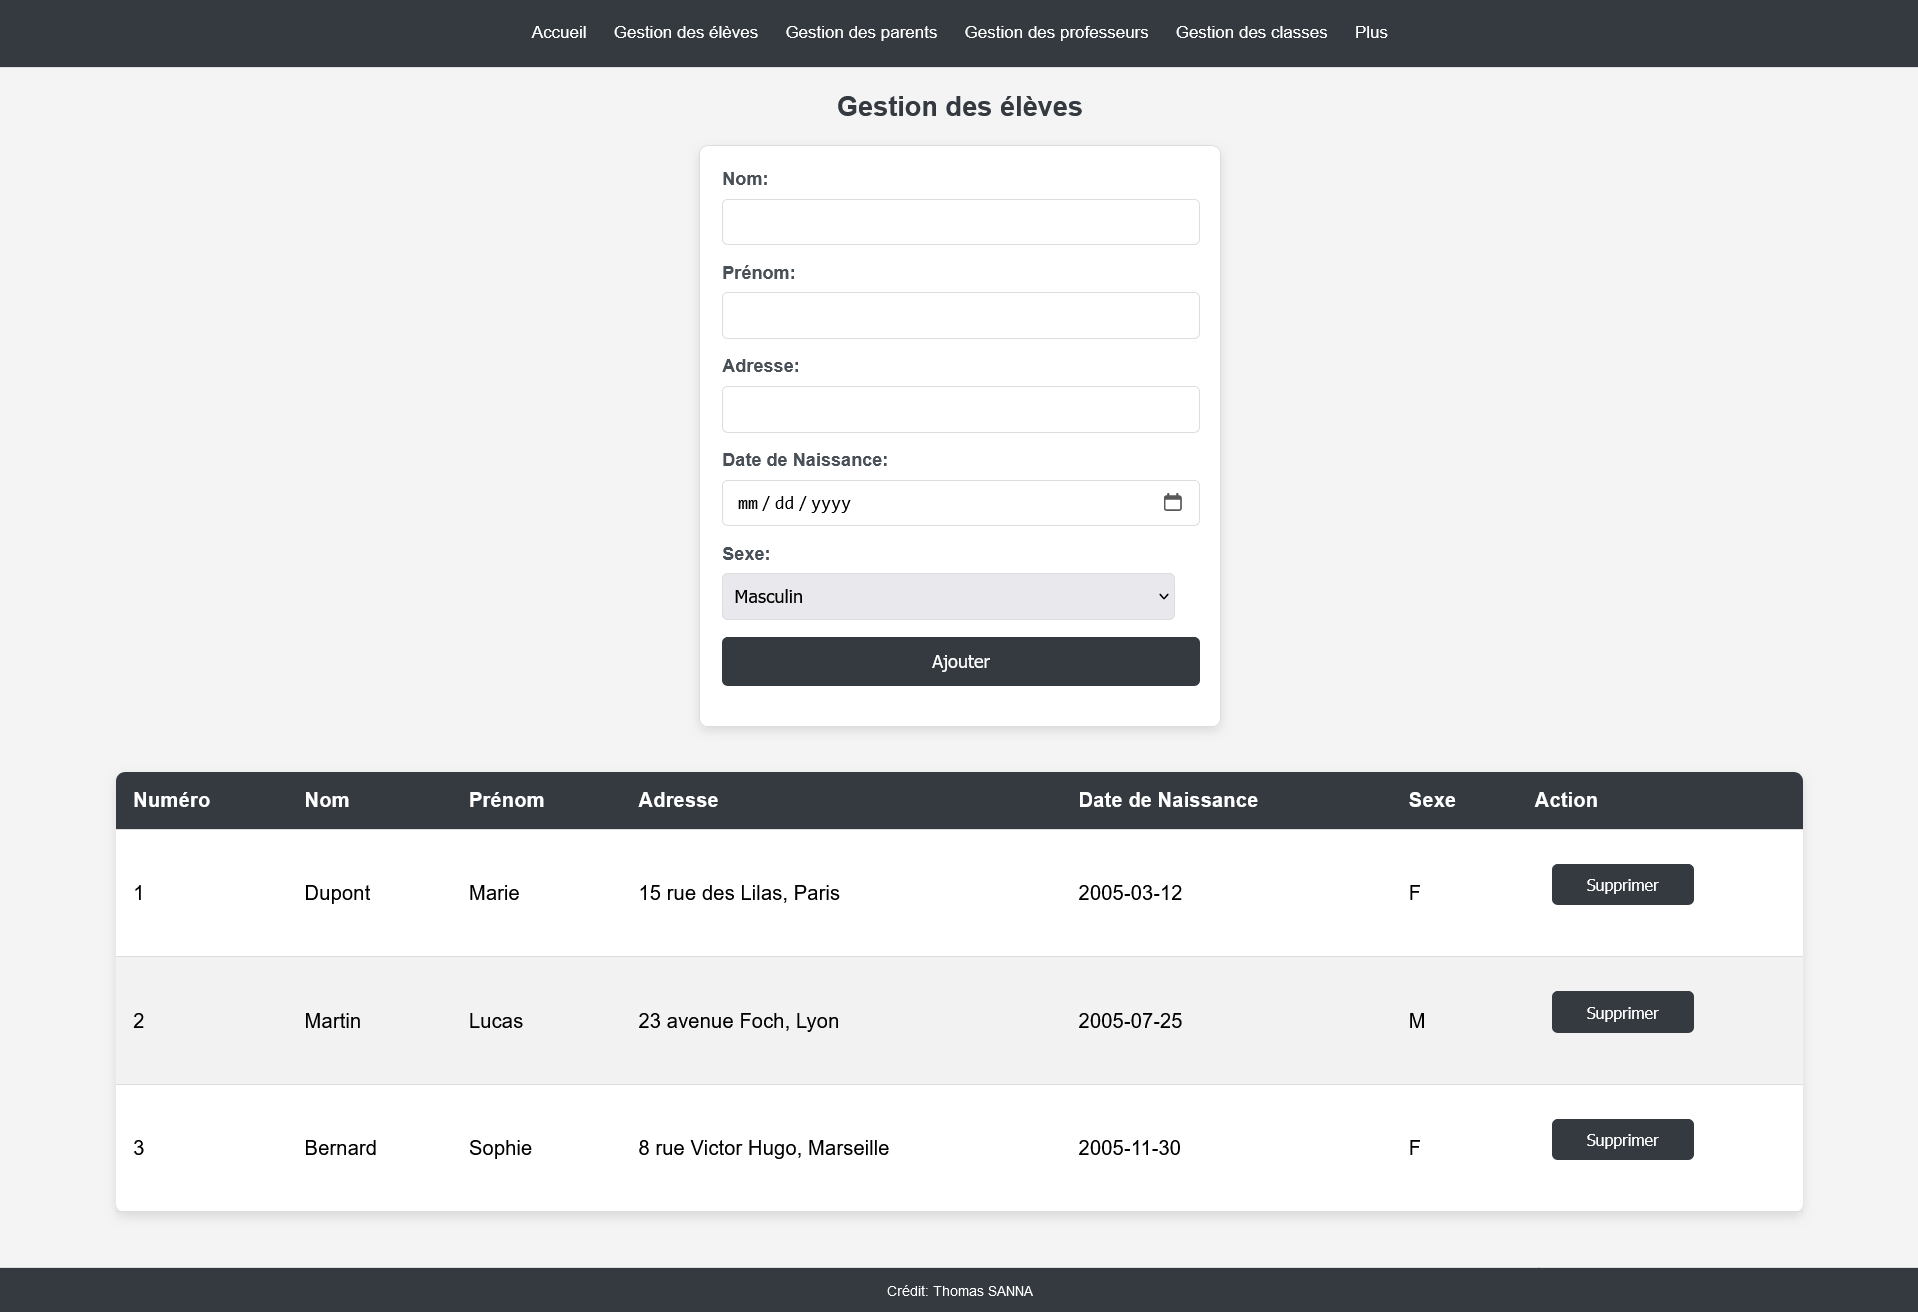 Accueil Gestion des élèves Gestion des parents Gestion des professeurs Gestion des classes Plus
Gestion des élèves
Nom:
Prénom:
Adresse:
Date de Naissance:
mm / dd / yyyy
Sexe:
Masculin
Ajouter
Numéro Nom Prénom Adresse Date de Naissance Sexe Action
1 Dupont Marie 15 rue des Lilas, Paris 2005-03-12 F Supprimer
2 Martin Lucas 23 avenue Foch, Lyon 2005-07-25 M Supprimer
3 Bernard Sophie 8 rue Victor Hugo, Marseille 2005-11-30 F Supprimer
Crédit: Thomas SANNA